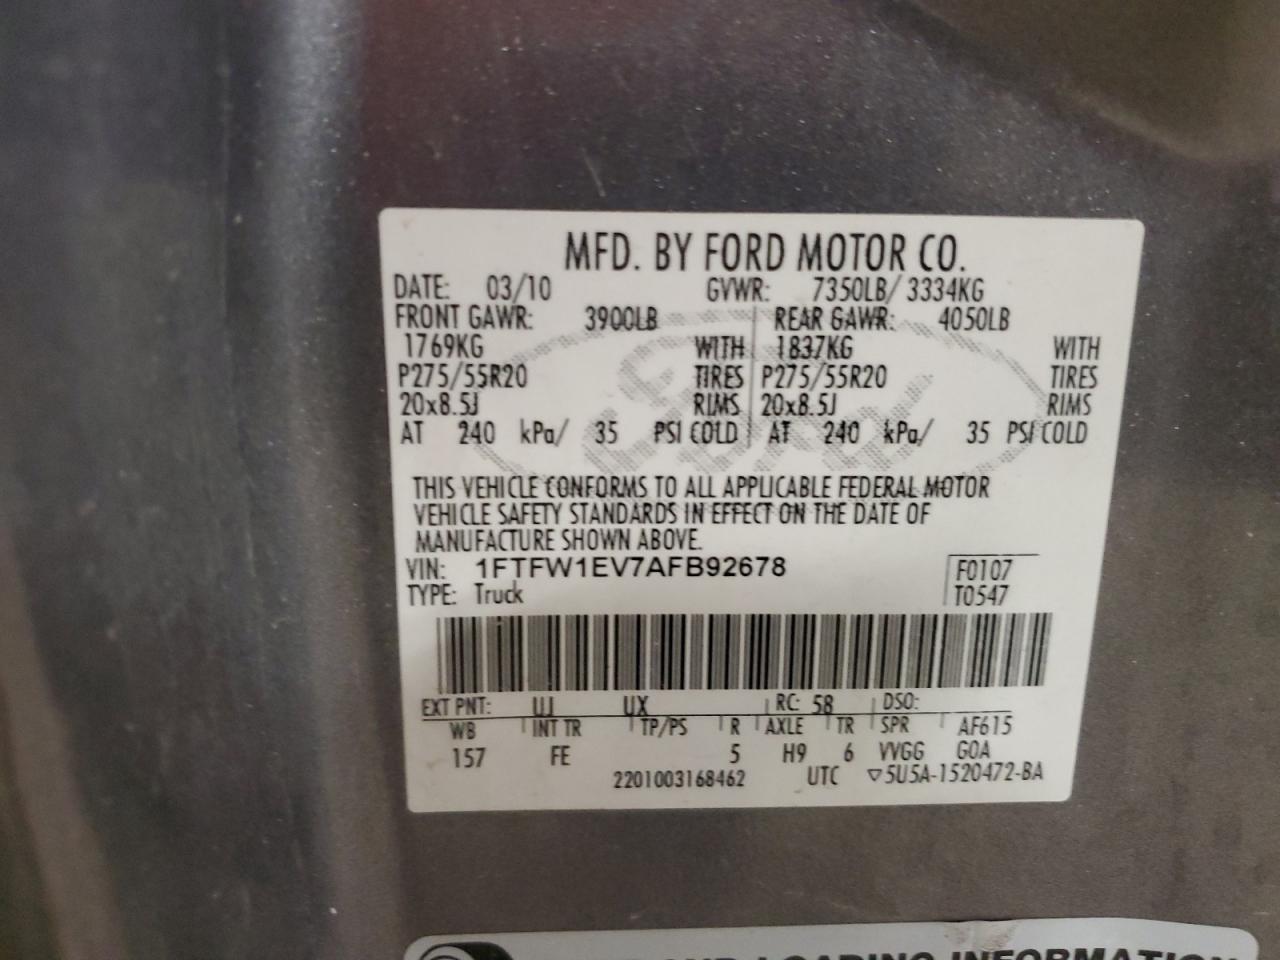 MFD. BY FORD MOTOR CO.
DATE: 03/10 GVWR: 7350LB/ 3334KG
FRONT GAWR: 3900LB REAR GAWR: 4050LB
1769KG WITH 1837KG WITH
P275/55R20 TIRES P275/55R20 TIRES
20x8.5J RIMS 20x8.5J RIMS
AT 240 kPa/ 35 PSI COLD AT 240 kPa/ 35 PSI COLD
Ford
THIS VEHICLE CONFORMS TO ALL APPLICABLE FEDERAL MOTOR
VEHICLE SAFETY STANDARDS IN EFFECT ON THE DATE OF
MANUFACTURE SHOWN ABOVE.
VIN: 1FTFW1EV7AFB92678 F0107
TYPE: Truck T0547
EXT PNT: UJ UX RC: 58 DSO:
WB INT TR TP/PS R AXLE TR SPR AF615
157 FE 5 H9 6 VVGG GOA
2201003168462 UTC ▽5U5A-1520472-BA
AND LOADING INFORMATION